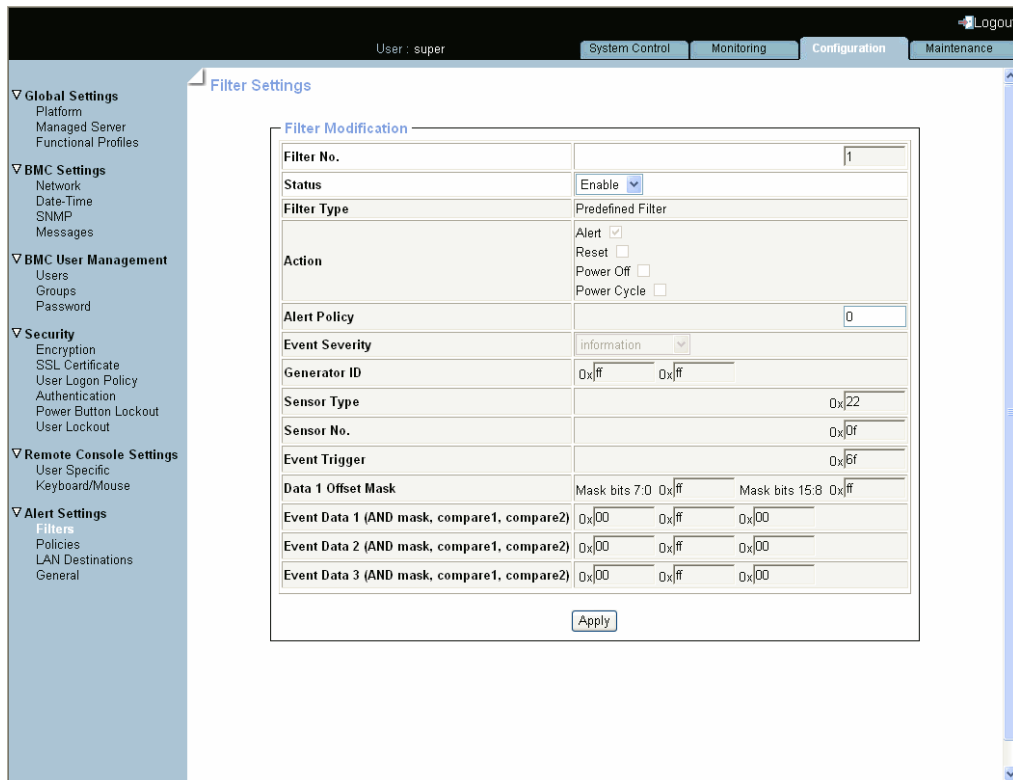 Logout
User : super
System Control Monitoring Configuration Maintenance
Global Settings
Platform
Managed Server
Functional Profiles
BMC Settings
Network
Date-Time
SNMP
Messages
BMC User Management
Users
Groups
Password
Security
Encryption
SSL Certificate
User Logon Policy
Authentication
Power Button Lockout
User Lockout
Remote Console Settings
User Specific
Keyboard/Mouse
Alert Settings
Filters
Policies
LAN Destinations
General
Filter Settings
Filter Modification
Filter No. 1
Status Enable
Filter Type Predefined Filter
Action
Alert
Reset
Power Off
Power Cycle
Alert Policy 0
Event Severity information
Generator ID 0x ff 0x ff
Sensor Type 0x 22
Sensor No. 0x 0f
Event Trigger 0x 6f
Data 1 Offset Mask Mask bits 7:0 0x ff Mask bits 15:8 0x ff
Event Data 1 (AND mask, compare1, compare2) 0x 00 0x ff 0x 00
Event Data 2 (AND mask, compare1, compare2) 0x 00 0x ff 0x 00
Event Data 3 (AND mask, compare1, compare2) 0x 00 0x ff 0x 00
Apply